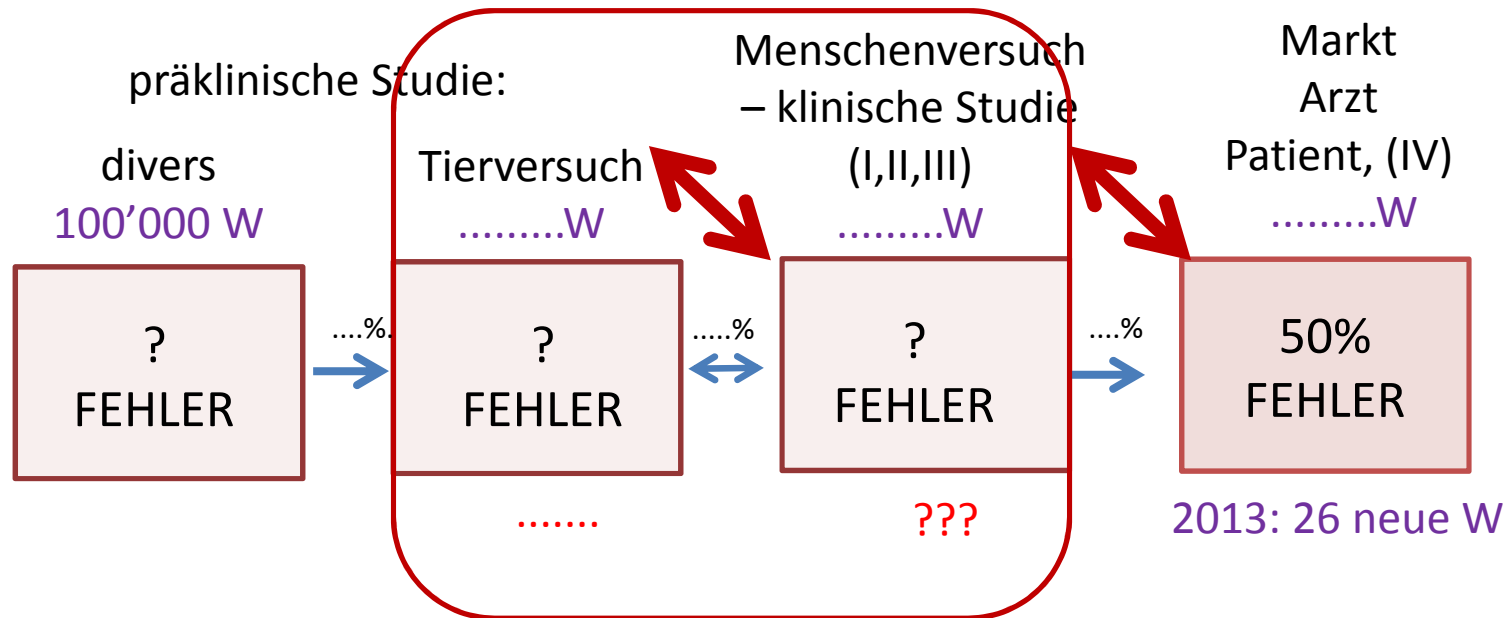 präklinische Studie:
divers
100’000 W
Tierversuch
.........W
Menschenversuch
– klinische Studie
(I,II,III)
.........W
Markt
Arzt
Patient, (IV)
.........W
?
FEHLER
....%.
?
FEHLER
.....%
?
FEHLER
....%
50%
FEHLER
.......
???
2013: 26 neue W